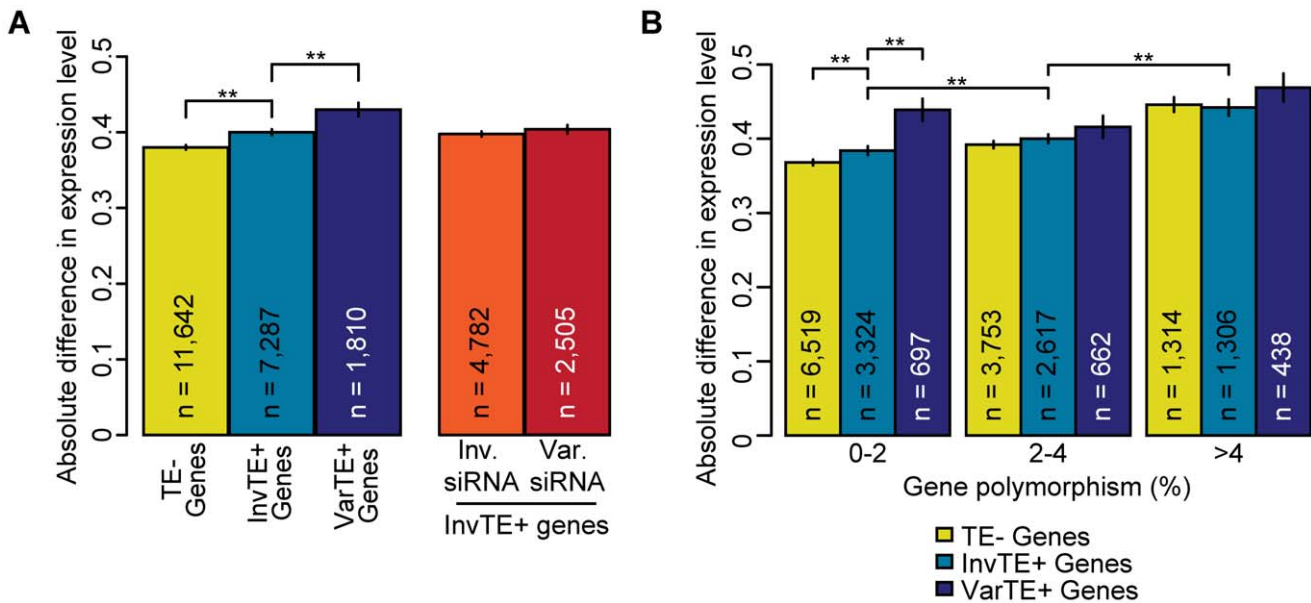 A
Absolute difference in expression level
0.5
0.4
0.3
0.2
0.1
0
**
**
n = 11,642
n = 7,287
n = 1,810
n = 4,782
n = 2,505
TE-
Genes
InvTE+
Genes
VarTE+
Genes
Inv.
siRNA
Var.
siRNA
InvTE+ genes
B
Absolute difference in expression level
0.5
0.4
0.3
0.2
0.1
0
**
**
**
**
n = 6,519
n = 3,324
n = 697
n = 3,753
n = 2,617
n = 662
n = 1,314
n = 1,306
n = 438
0-2
2-4
>4
Gene polymorphism (%)
TE- Genes
InvTE+ Genes
VarTE+ Genes